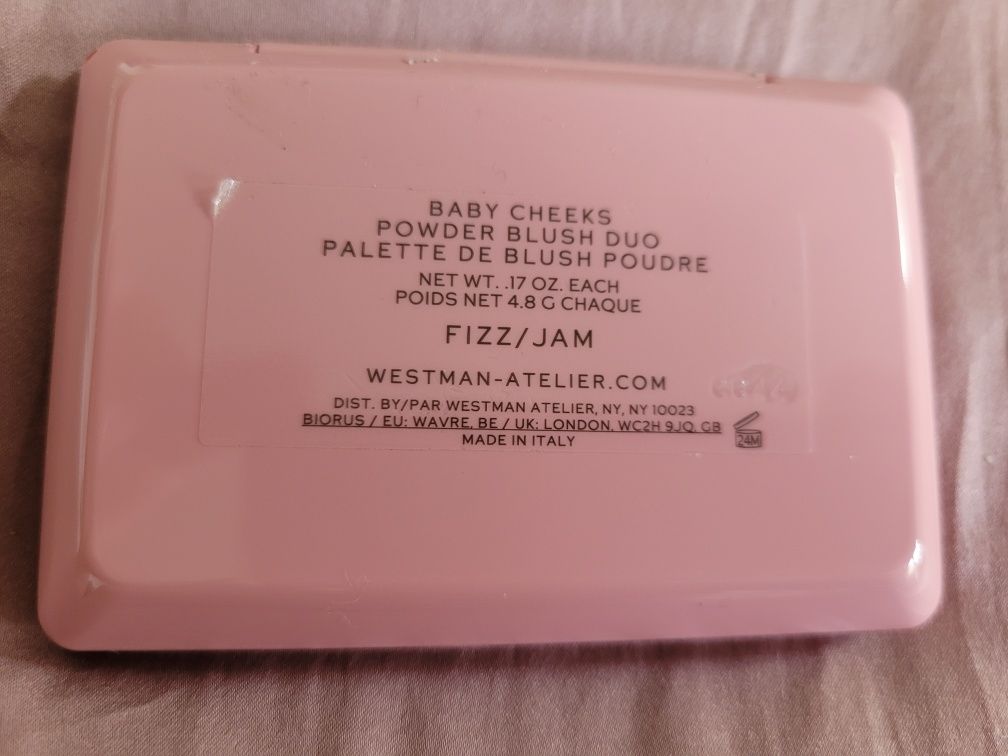 BABY CHEEKS
POWDER BLUSH DUO
PALETTE DE BLUSH POUDRE
NET WT. .17 OZ. EACH
POIDS NET 4.8 G CHAQUE
FIZZ/JAM
WESTMAN-ATELIER.COM
DIST. BY/PAR WESTMAN ATELIER, NY, NY 10023
BIORUS / EU: WAVRE, BE / UK: LONDON, WC2H 9JQ, GB
24M
MADE IN ITALY